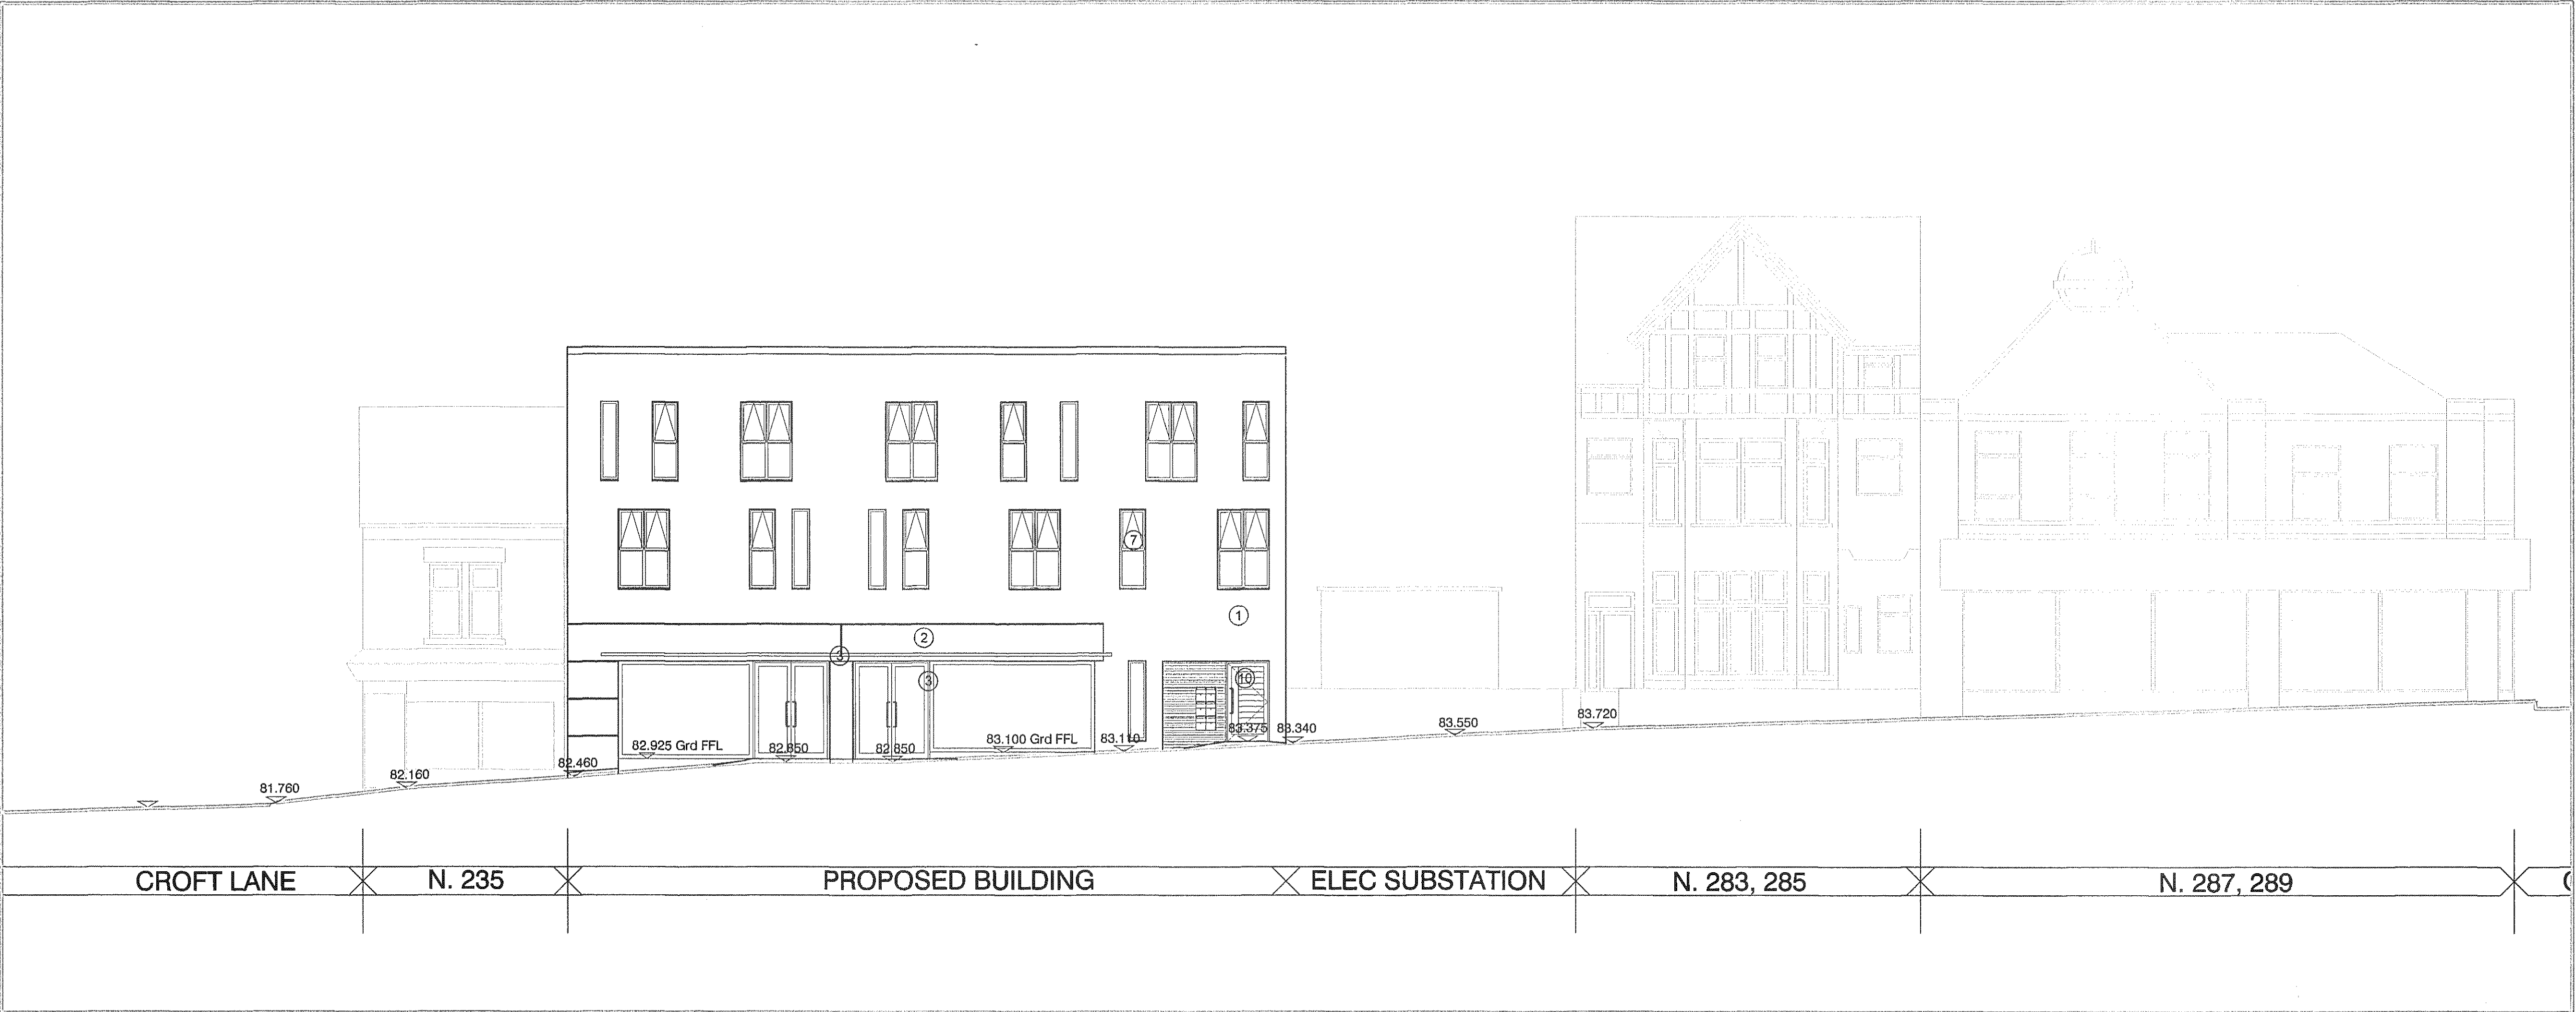 7
1
2
3
3
10
83.720
83.550
83.375
83.340
83.110
83.100 Grd FFL
82.925 Grd FFL
82.850
82.850
82.460
82.160
81.760
CROFT LANE
N. 235
PROPOSED BUILDING
ELEC SUBSTATION
N. 283, 285
N. 287, 289